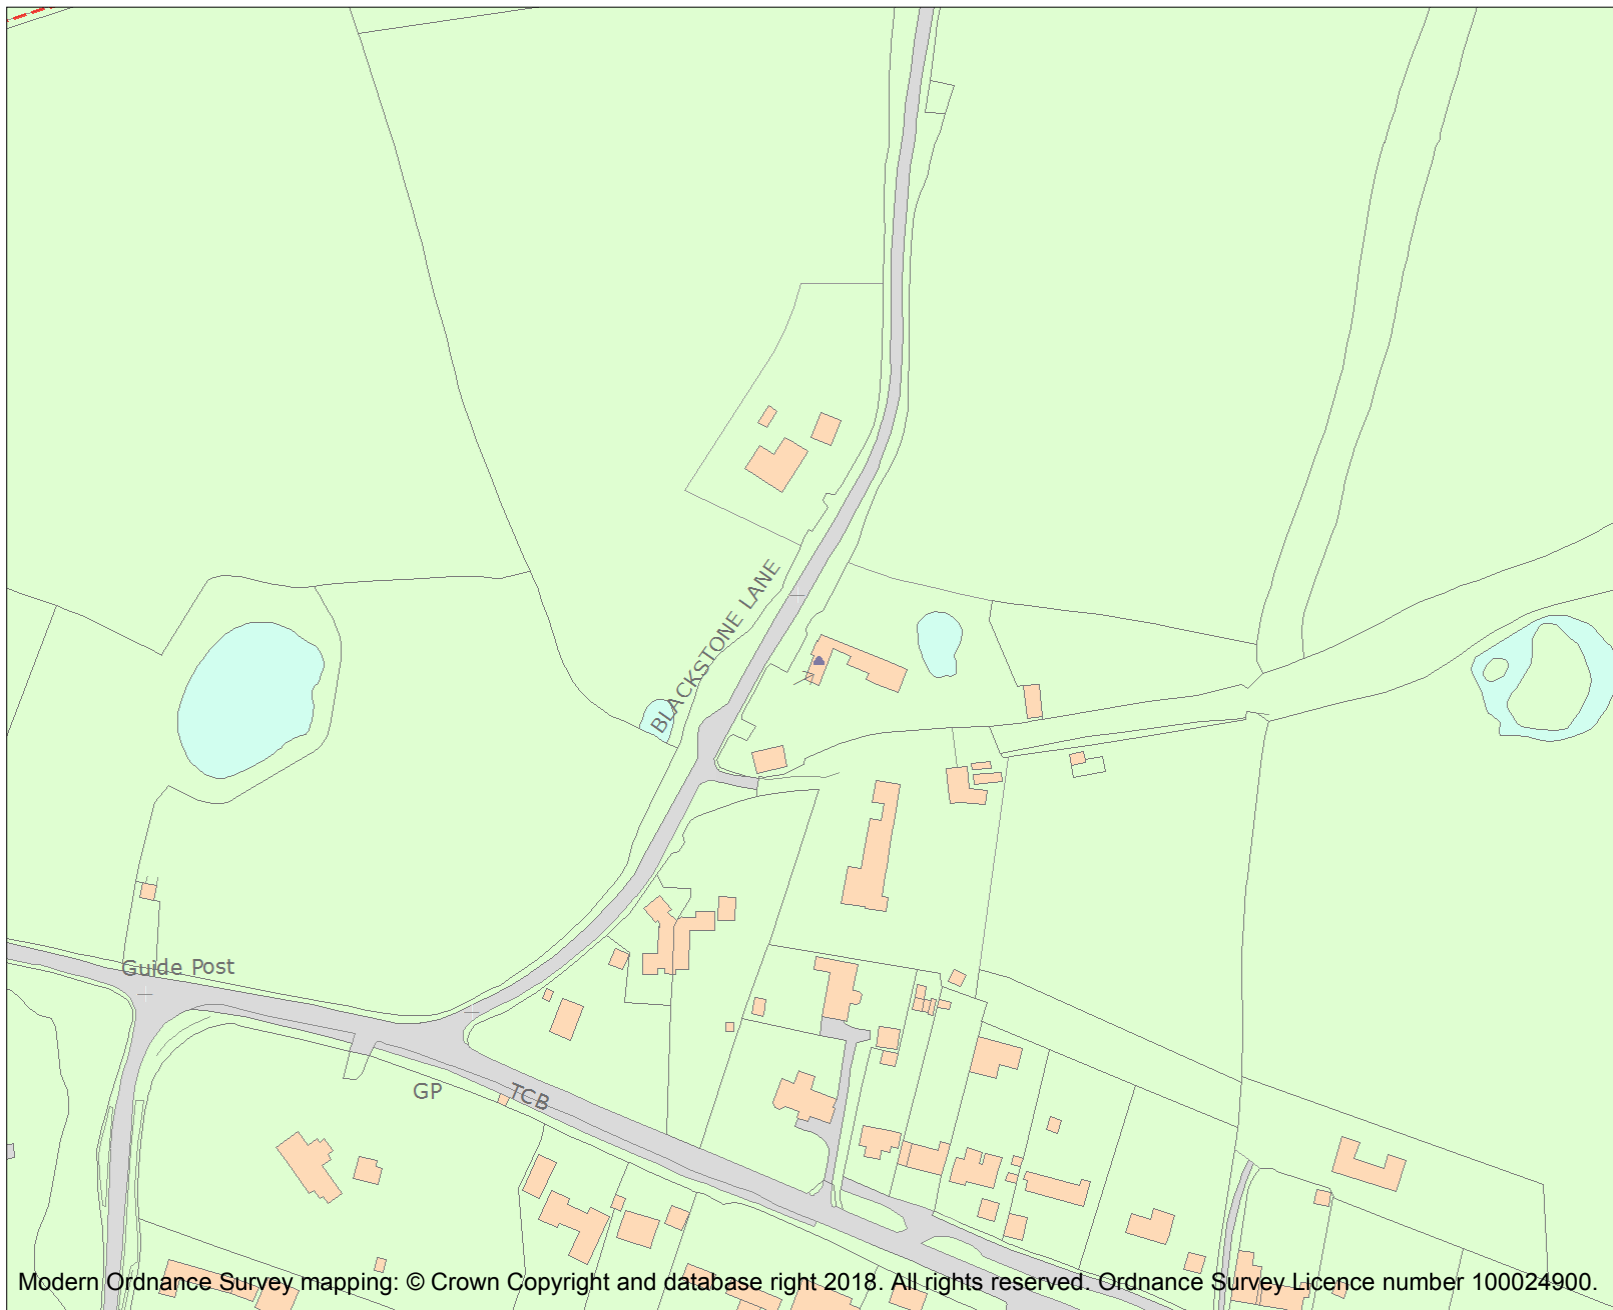 BLACKSTONE LANE
Guide Post
GP
TCB
Modern Ordnance Survey mapping: © Crown Copyright and database right 2018. All rights reserved. Ordnance Survey Licence number 100024900.